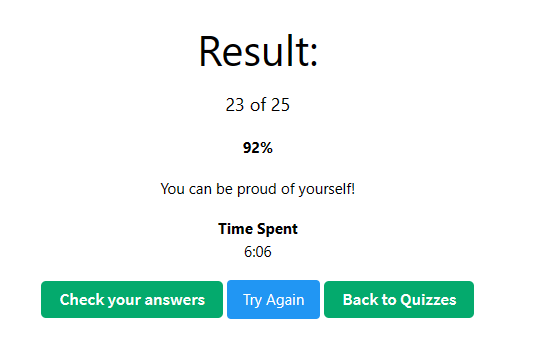 Result:
23 of 25
92%
You can be proud of yourself!
Time Spent
6:06
Check your answers Try Again Back to Quizzes